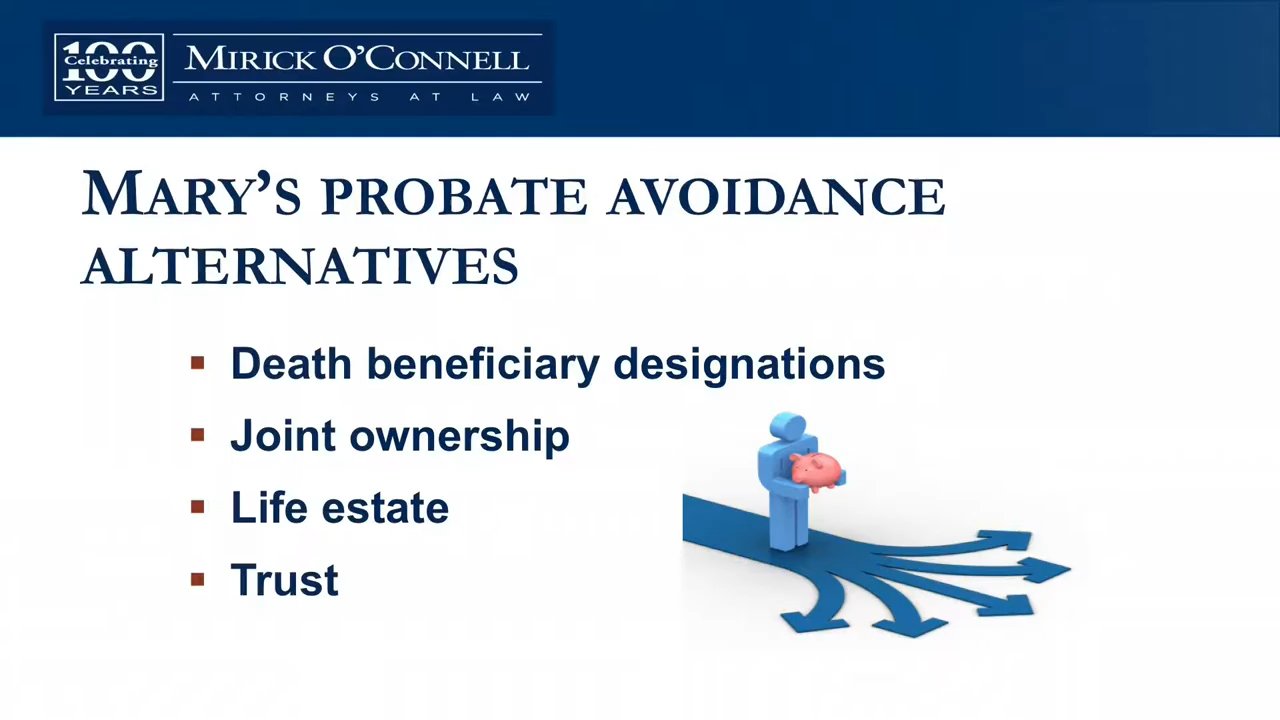 100
Celebrating
YEARS
MIRICK O'CONNELL
ATTORNEYS AT LAW
MARY'S PROBATE AVOIDANCE
ALTERNATIVES
▪ Death beneficiary designations
▪ Joint ownership
▪ Life estate
▪ Trust